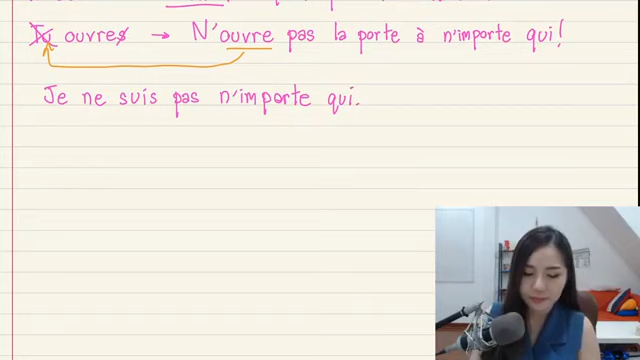 Tu ouvres → N'ouvre pas la porte à n'importe qui!
Je ne suis pas n'importe qui.